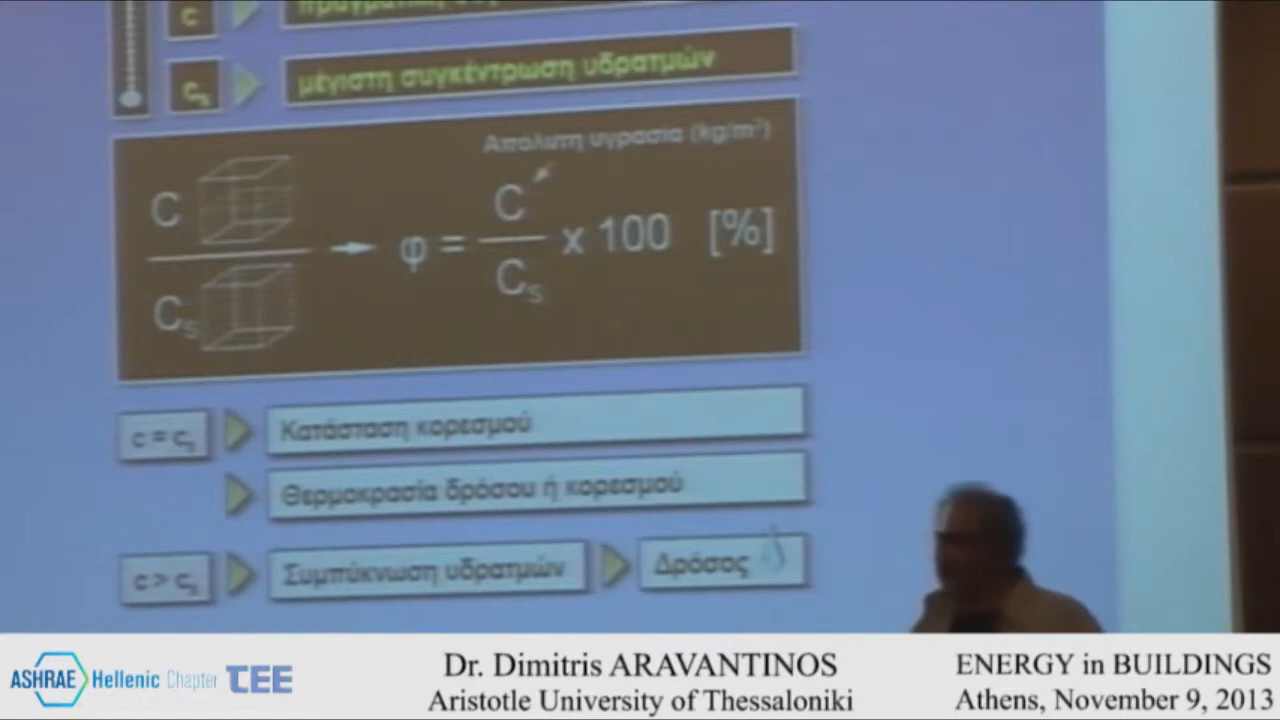 c
πραγματική
cs
μέγιστη συγκέντρωση υδρατμών
Απόλυτη υγρασία (kg/m³)
C
Cs
φ = C / Cs x 100 [%]
c = cs
Κατάσταση κορεσμού
Θερμοκρασία δρόσου ή κορεσμού
c > cs
Συμπύκνωση υδρατμών
Δρόσος
ASHRAE Hellenic Chapter TEE
Dr. Dimitris ARAVANTINOS
Aristotle University of Thessaloniki
ENERGY in BUILDINGS
Athens, November 9, 2013